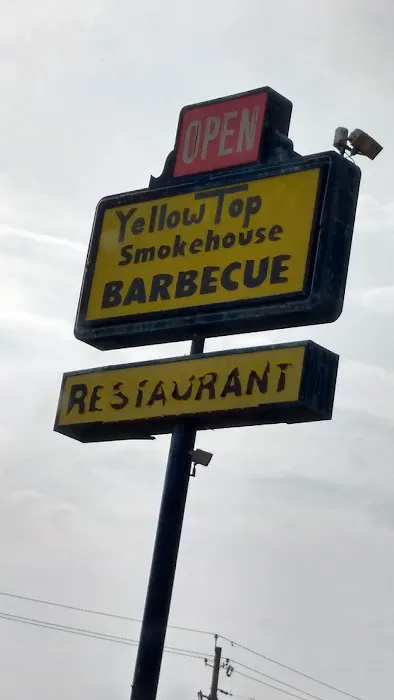 OPEN
Yellow Top
Smokehouse
BARBECUE
RESTAURANT